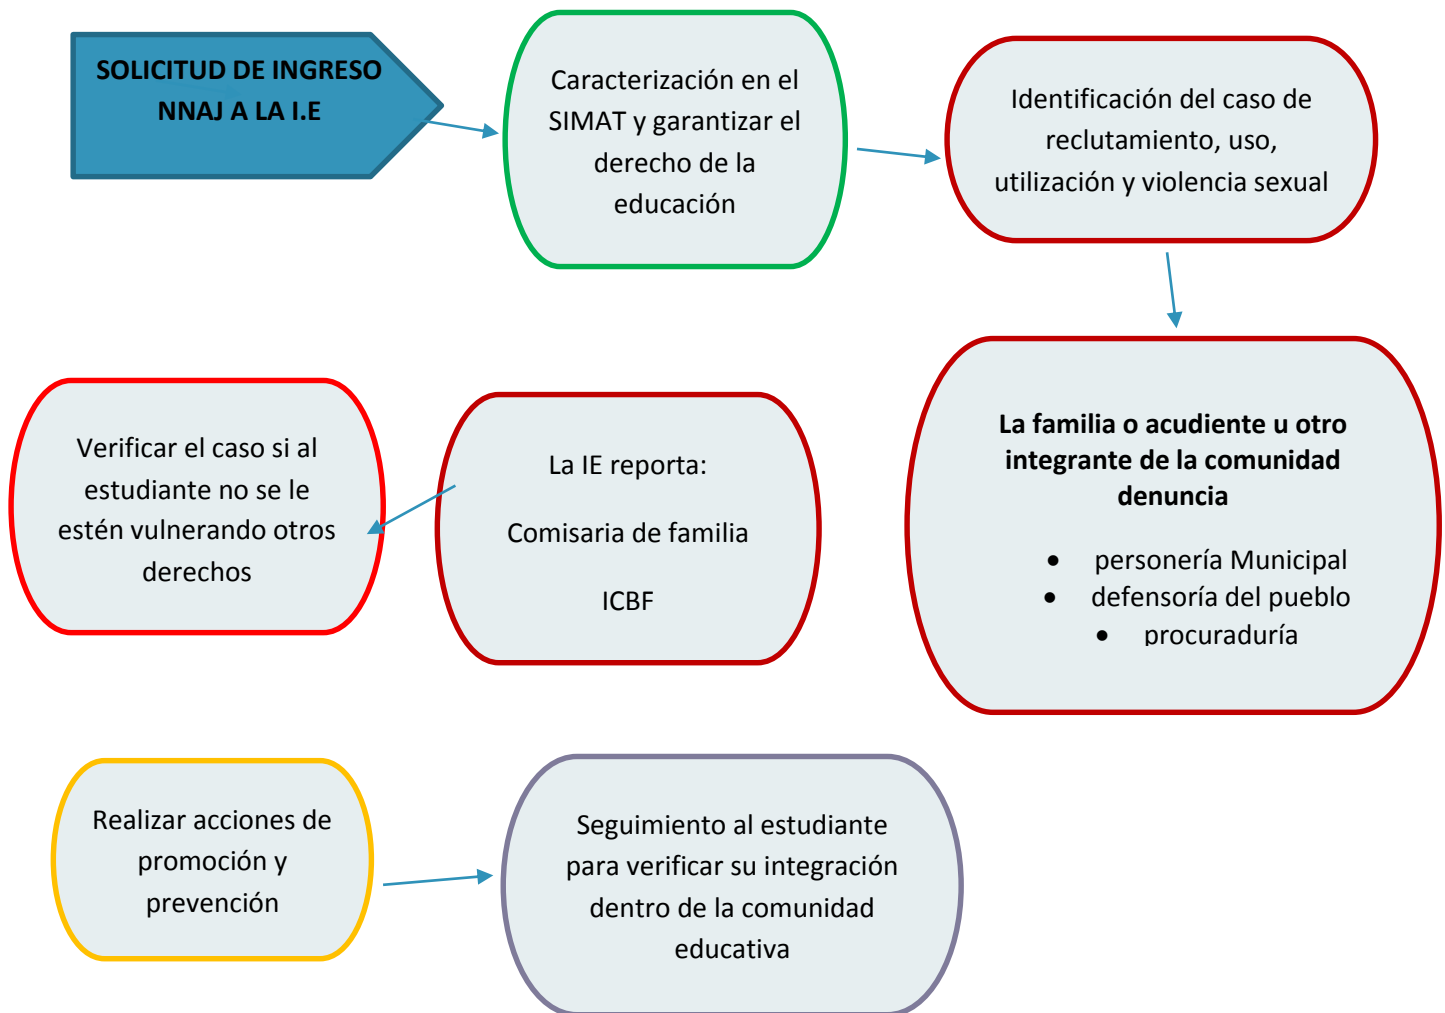 SOLICITUD DE INGRESO
NNAJ A LA I.E
Caracterización en el
SIMAT y garantizar el
derecho de la
educación
Identificación del caso de
reclutamiento, uso,
utilización y violencia sexual
La familia o acudiente u otro
integrante de la comunidad
denuncia
• personería Municipal
• defensoría del pueblo
• procuraduría
La IE reporta:
Comisaria de familia
ICBF
Verificar el caso si al
estudiante no se le
estén vulnerando otros
derechos
Realizar acciones de
promoción y
prevención
Seguimiento al estudiante
para verificar su integración
dentro de la comunidad
educativa